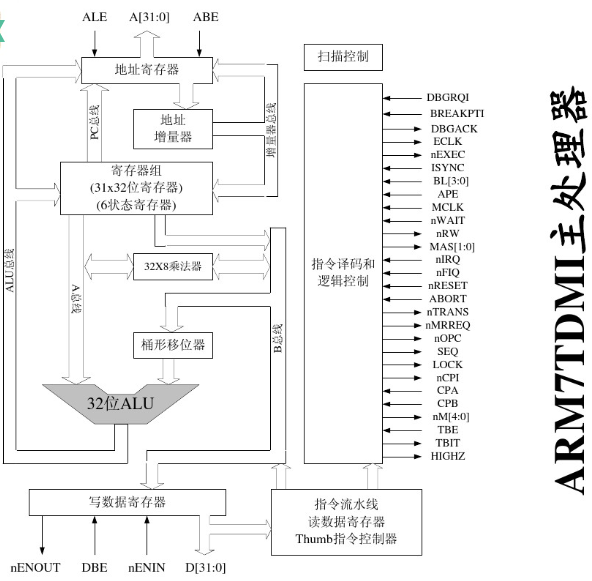 ALE
A[31:0]
ABE
地址寄存器
扫描控制
PC总线
地址
增量器
增量器总线
寄存器组
(31x32位寄存器)
(6状态寄存器)
ALU总线
A总线
32X8乘法器
B总线
桶形移位器
32位ALU
指令译码和
逻辑控制
DBGRQI
BREAKPTI
DBGACK
ECLK
nEXEC
ISYNC
BL[3:0]
APE
MCLK
nWAIT
nRW
MAS[1:0]
nIRQ
nFIQ
nRESET
ABORT
nTRANS
nMRREQ
nOPC
SEQ
LOCK
nCPI
CPA
CPB
nM[4:0]
TBE
TBIT
HIGHZ
写数据寄存器
指令流水线
读数据寄存器
Thumb指令控制器
nENOUT
DBE
nENIN
D[31:0]
ARM7TDMI主处理器